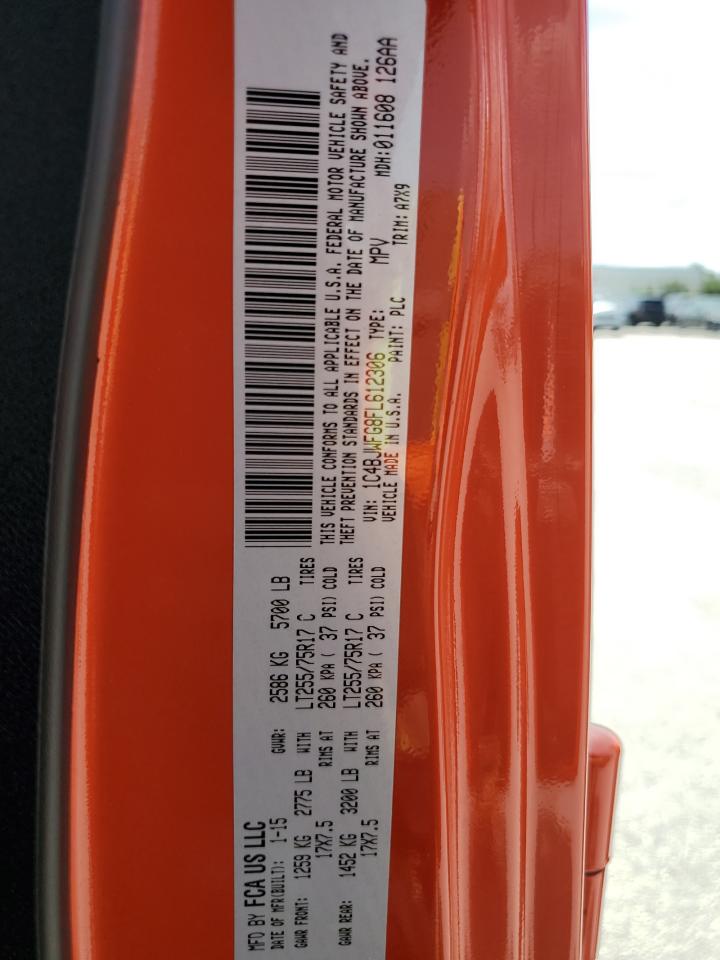 MFD BY FCA US LLC
DATE OF MFR(BUILT): 1-15 GVWR: 2586 KG 5700 LB
GAWR FRONT: 1259 KG 2775 LB WITH LT255/75R17 C TIRES
17X7.5 RIMS AT 260 KPA ( 37 PSI) COLD
GAWR REAR: 1452 KG 3200 LB WITH LT255/75R17 C TIRES
17X7.5 RIMS AT 260 KPA ( 37 PSI) COLD
THIS VEHICLE CONFORMS TO ALL APPLICABLE U.S.A. FEDERAL MOTOR VEHICLE SAFETY AND
THEFT PREVENTION STANDARDS IN EFFECT ON THE DATE OF MANUFACTURE SHOWN ABOVE.
VIN: 1C4BJWFG8FL612306 TYPE: MPV MDH:011608 126AA
VEHICLE MADE IN U.S.A. PAINT: PLC TRIM: A7X9